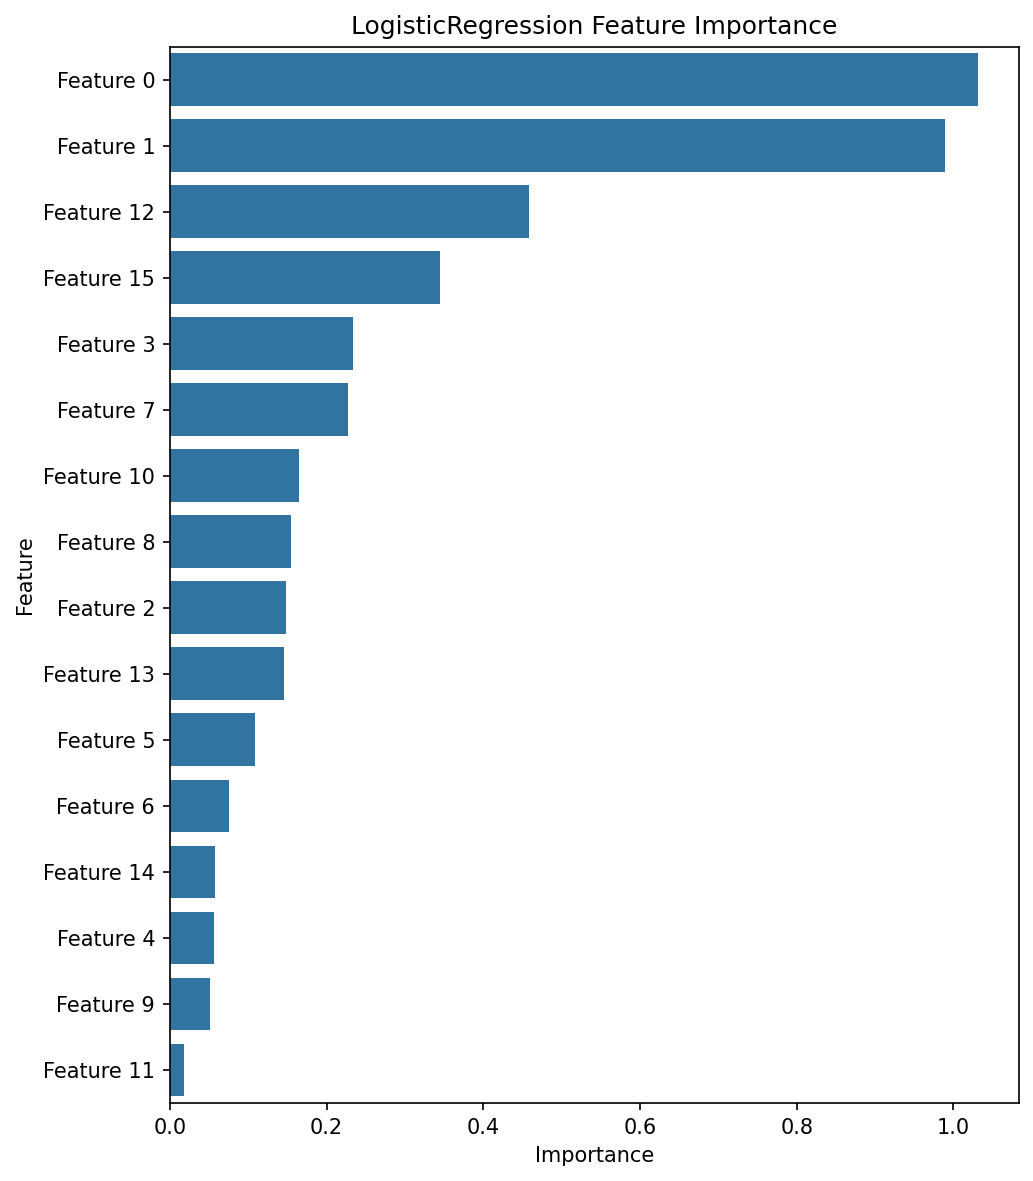 LogisticRegression Feature Importance
Feature 0
Feature 1
Feature 12
Feature 15
Feature 3
Feature 7
Feature 10
Feature 8
Feature 2
Feature 13
Feature 5
Feature 6
Feature 14
Feature 4
Feature 9
Feature 11
Feature
0.0 0.2 0.4 0.6 0.8 1.0
Importance